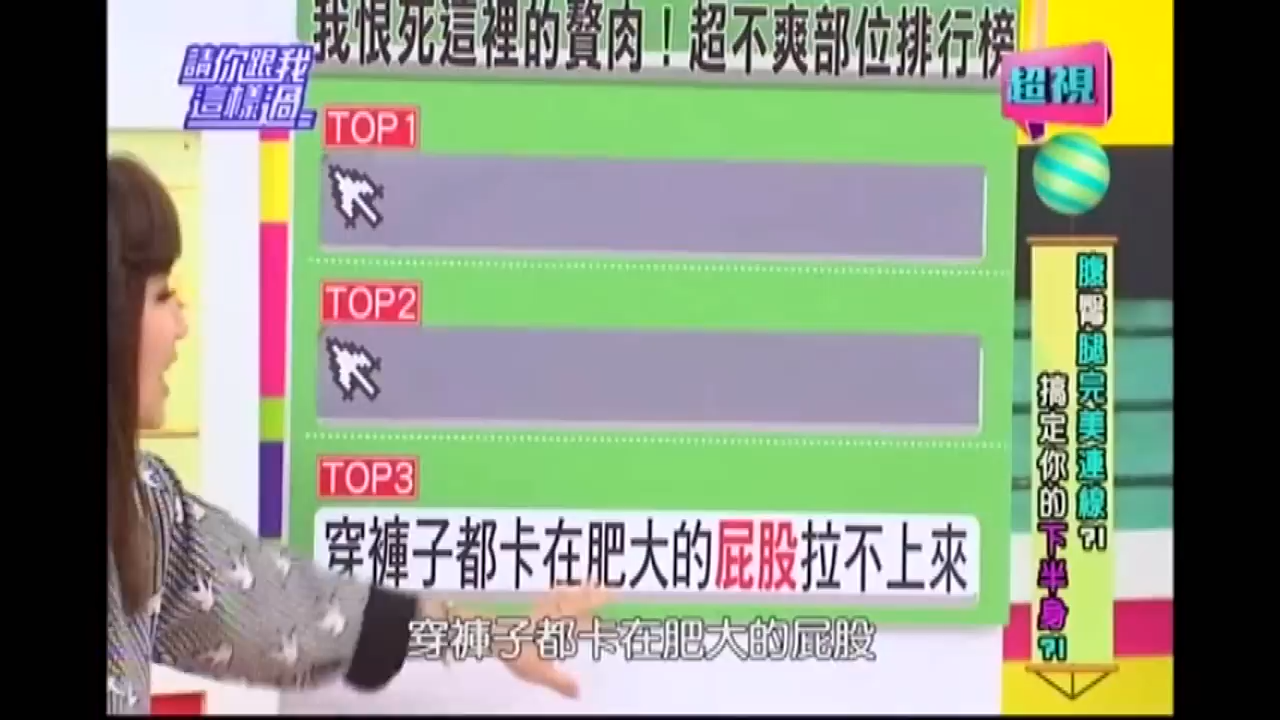 我恨死這裡的贅肉！超不爽部位排行榜
請你跟我
這樣過
超視
TOP1
TOP2
TOP3
穿褲子都卡在肥大的屁股拉不上來
腹臀腿完美連線?!
搞定你的下半身?!
穿褲子都卡在肥大的屁股